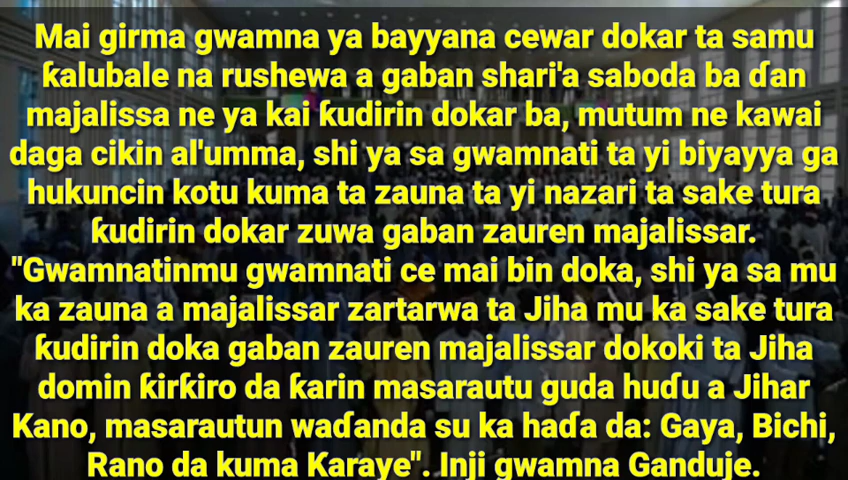 Mai girma gwamna ya bayyana cewar dokar ta samu
ƙalubale na rushewa a gaban shari'a saboda ba ɗan
majalissa ne ya kai ƙudirin dokar ba, mutum ne kawai
daga cikin al'umma, shi ya sa gwamnati ta yi biyayya ga
hukuncin kotu kuma ta zauna ta yi nazari ta sake tura
ƙudirin dokar zuwa gaban zauren majalissar.
"Gwamnatinmu gwamnati ce mai bin doka, shi ya sa mu
ka zauna a majalissar zartarwa ta Jiha mu ka sake tura
ƙudirin doka gaban zauren majalissar dokoki ta Jiha
domin ƙirƙiro da ƙarin masarautu guda huɗu a Jihar
Kano, masarautun waɗanda su ka haɗa da: Gaya, Bichi,
Rano da kuma Karaye". Inji gwamna Ganduje.